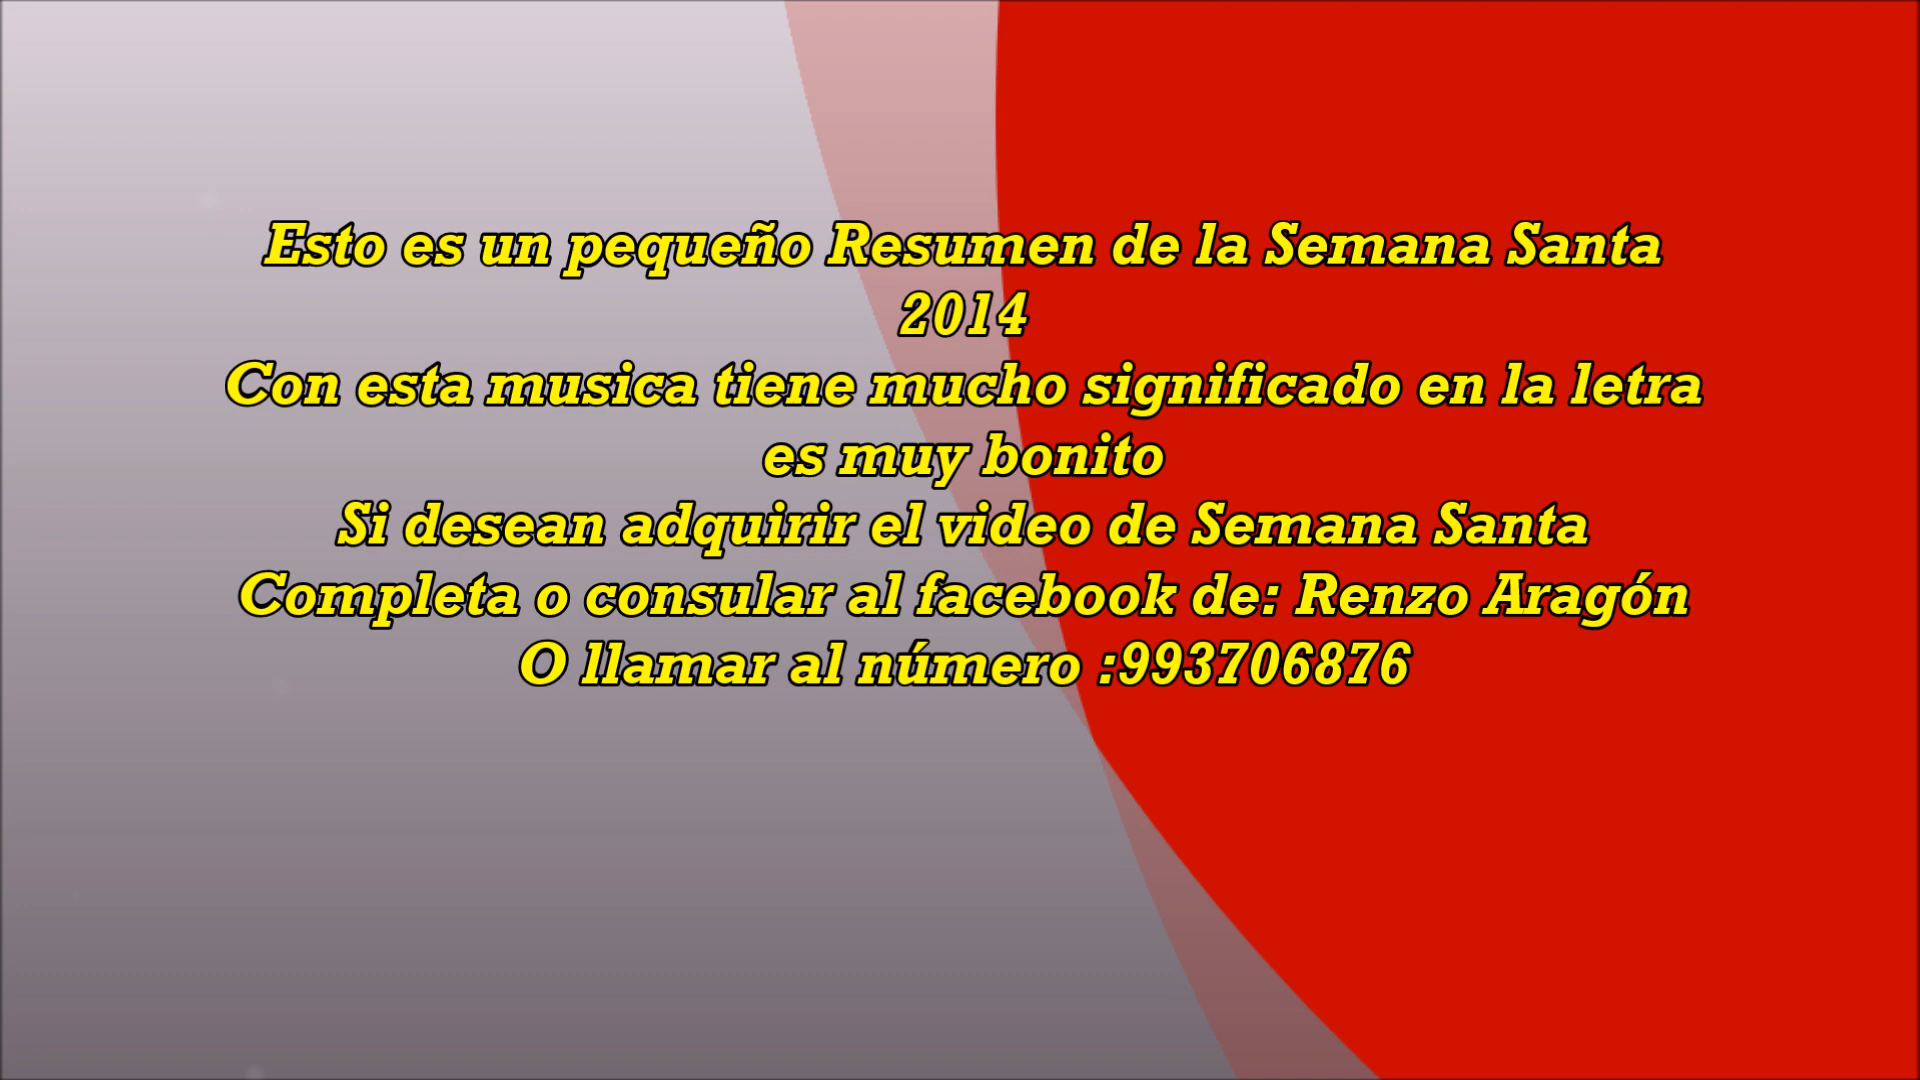 Esto es un pequeño Resumen de la Semana Santa
2014
Con esta musica tiene mucho significado en la letra
es muy bonito
Si desean adquirir el video de Semana Santa
Completa o consular al facebook de: Renzo Aragón
O llamar al número :993706876